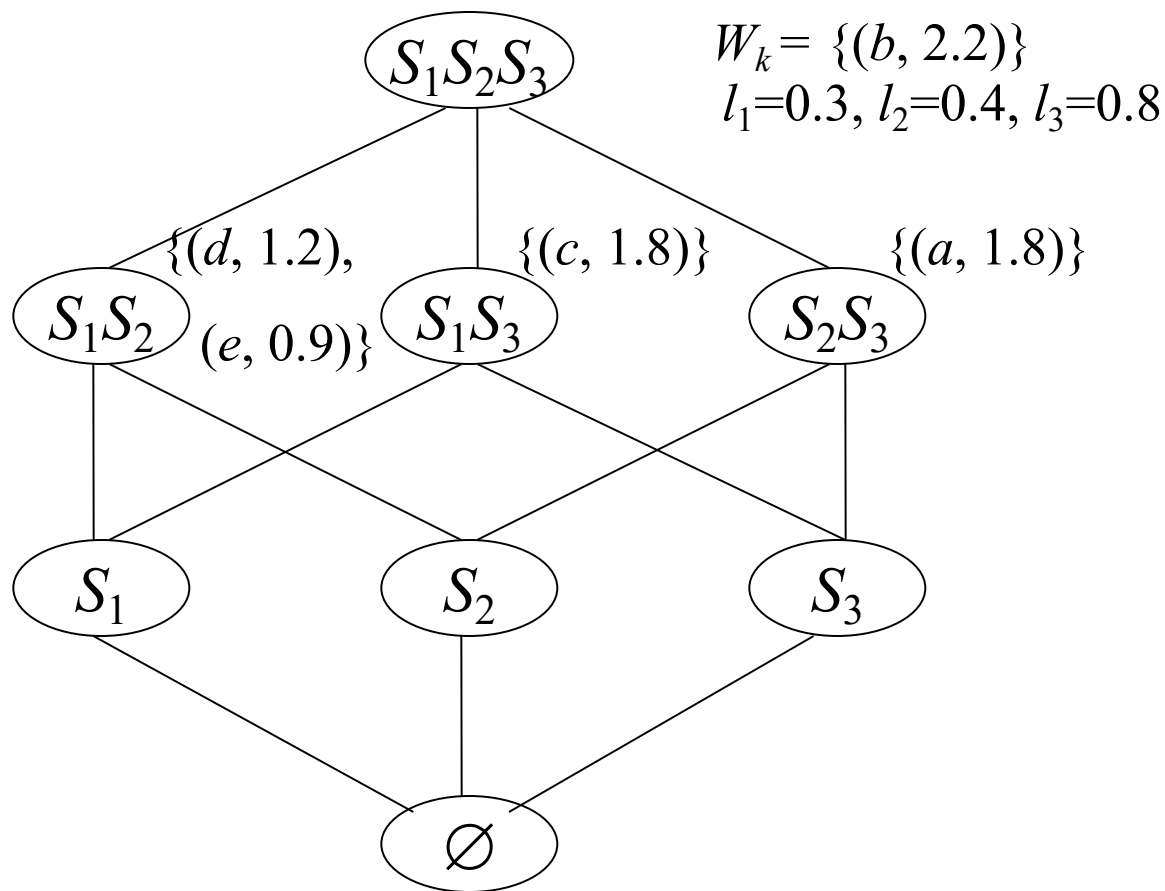 S₁S₂S₃
Wₖ = {(b, 2.2)}
l₁=0.3, l₂=0.4, l₃=0.8
{(d, 1.2),
{(c, 1.8)}
{(a, 1.8)}
S₁S₂
(e, 0.9)}
S₁S₃
S₂S₃
S₁
S₂
S₃
∅